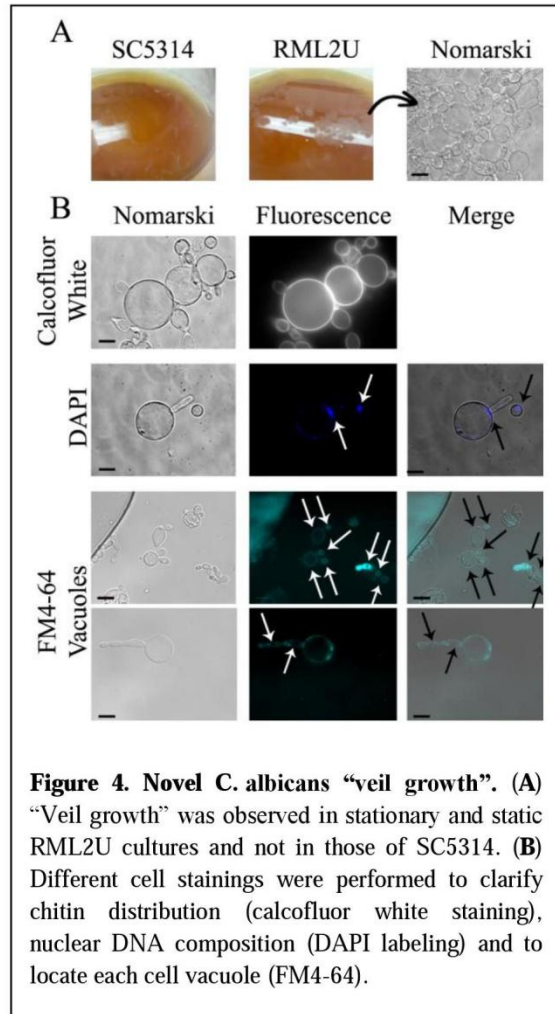 A
SC5314 RML2U Nomarski
B
Nomarski Fluorescence Merge
Calcofluor
White
DAPI
FM4-64
Vacuoles
Figure 4. Novel C. albicans “veil growth”. (A)
“Veil growth” was observed in stationary and static
RML2U cultures and not in those of SC5314. (B)
Different cell stainings were performed to clarify
chitin distribution (calcofluor white staining),
nuclear DNA composition (DAPI labeling) and to
locate each cell vacuole (FM4-64).